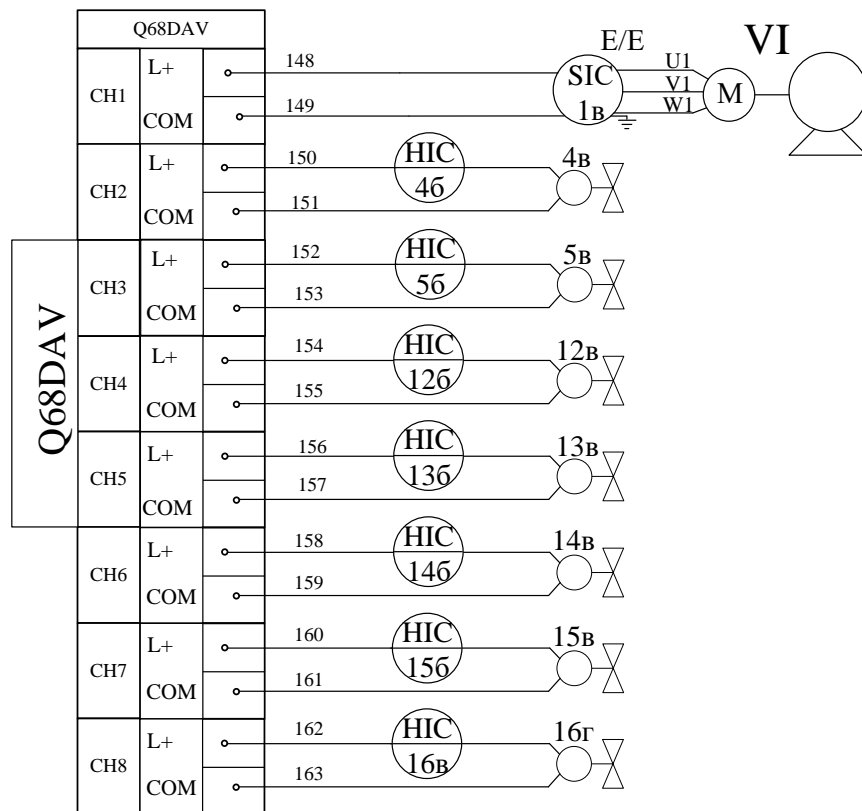 Q68DAV
E/E
VI
CH1
L+
148
SIC
1в
U1
V1
W1
M
COM
149
CH2
L+
150
HIC
4б
4в
COM
151
Q68DAV
CH3
L+
152
HIC
5б
5в
COM
153
CH4
L+
154
HIC
12б
12в
COM
155
CH5
L+
156
HIC
13б
13в
COM
157
CH6
L+
158
HIC
14б
14в
COM
159
CH7
L+
160
HIC
15б
15в
COM
161
CH8
L+
162
HIC
16в
16г
COM
163